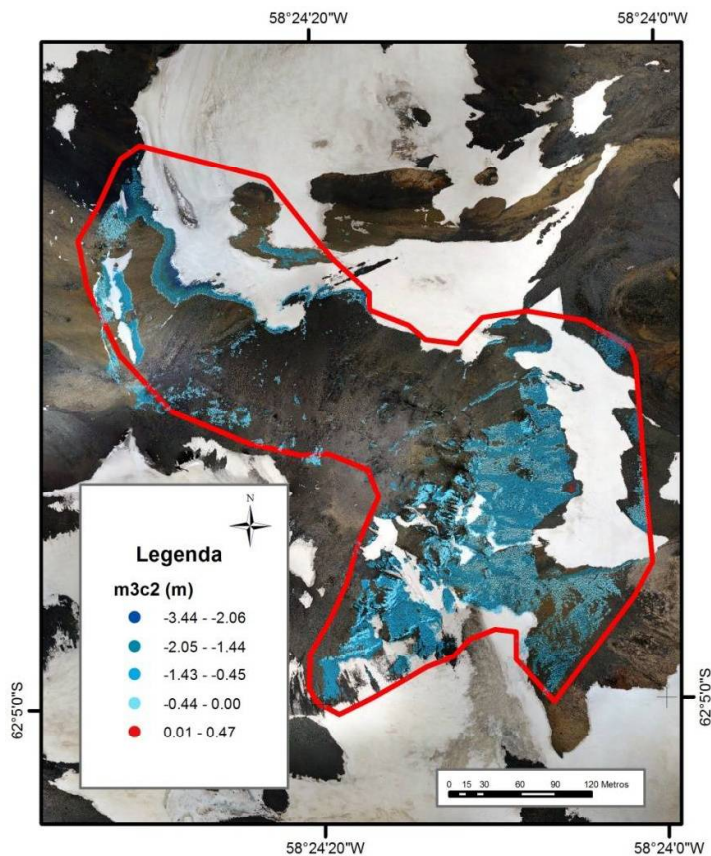 58°24'20"W 58°24'0"W
N
Legenda
m3c2 (m)
-3.44 - -2.06
-2.05 - -1.44
-1.43 - -0.45
-0.44 - 0.00
0.01 - 0.47
62°5'0"S 62°5'0"S
0 15 30 60 90 120 Metros
58°24'20"W 58°24'0"W